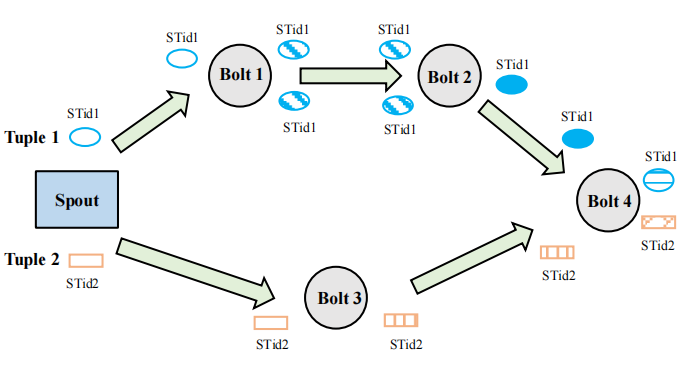 STid1
STid1
STid1
STid1
Bolt 1
Bolt 2
STid1
STid1
STid1
STid1
Tuple 1
STid1
Spout
Bolt 4
STid2
Tuple 2
STid2
STid2
Bolt 3
STid2
STid2